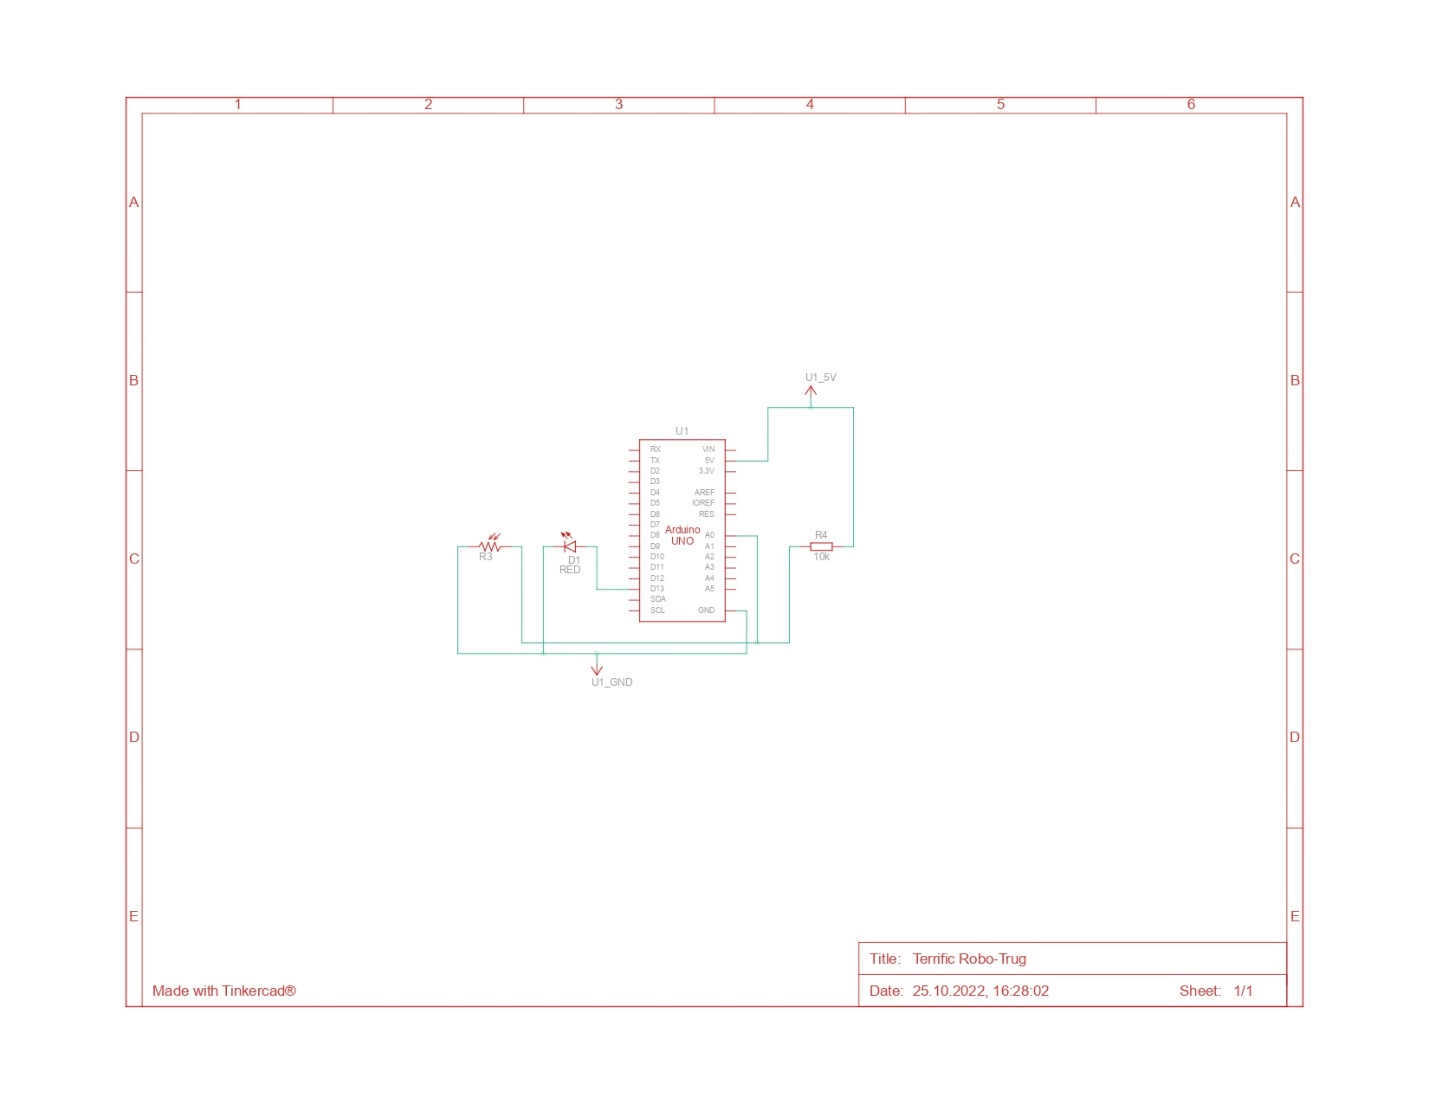 1 2 3 4 5 6
A A
B B
C C
D D
E E
U1_5V
U1
RX VIN
TX 5V
D2 3.3V
D3
D4 AREF
D5 IOREF
D6 RES
D7
Arduino
UNO
D8 A0
D9 A1
D10 A2
D11 A3
D12 A4
D13 A5
SDA
SCL GND
R3
D1
RED
R4
10k
U1_GND
Title: Terrific Robo-Trug
Made with Tinkercad®
Date: 25.10.2022, 16:28:02 Sheet: 1/1